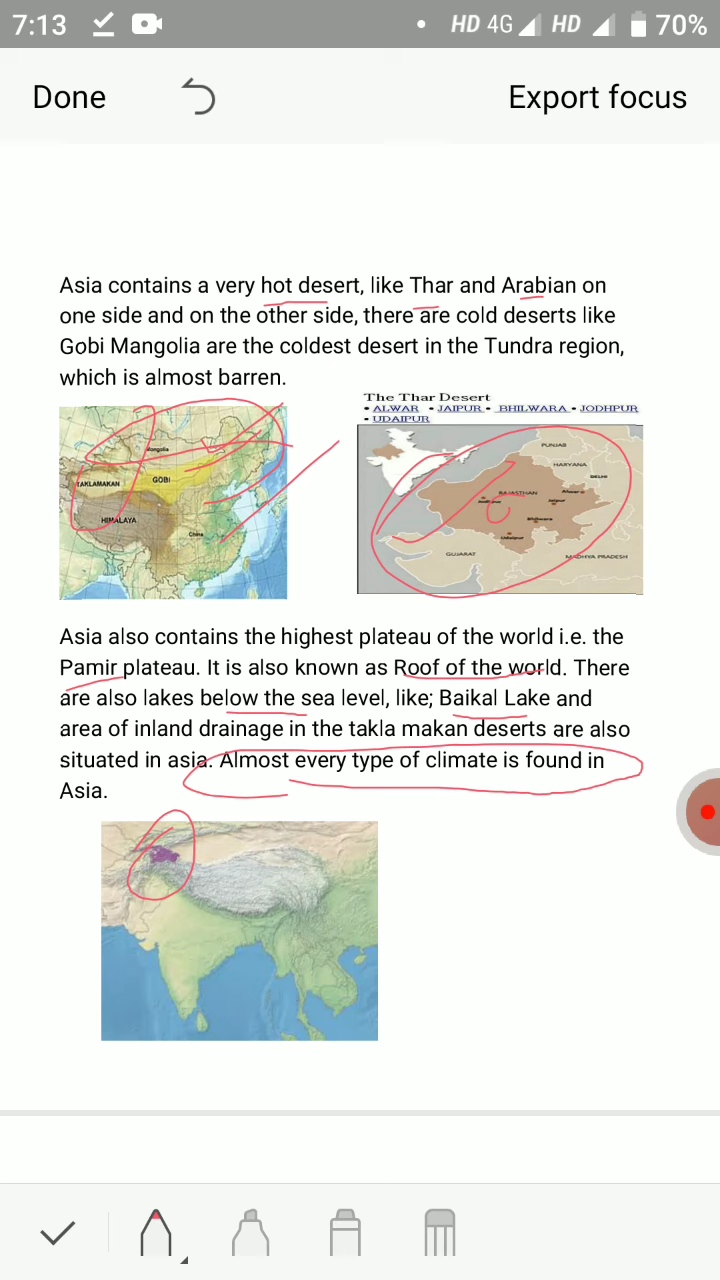 7:13 HD 4G HD 70%
Done Export focus
Asia contains a very hot desert, like Thar and Arabian on
one side and on the other side, there are cold deserts like
Gobi Mangolia are the coldest desert in the Tundra region,
which is almost barren.
The Thar Desert
• ALWAR • JAIPUR • BHILWARA • JODHPUR
• UDAIPUR
Mongolia
GOBI
TAKLAMAKAN
HIMALAYA
China
PUNJAB
HARYANA
DELHI
RAJASTHAN
Udaipur
GUJARAT
MADHYA PRADESH
Asia also contains the highest plateau of the world i.e. the
Pamir plateau. It is also known as Roof of the world. There
are also lakes below the sea level, like; Baikal Lake and
area of inland drainage in the takla makan deserts are also
situated in asia. Almost every type of climate is found in
Asia.